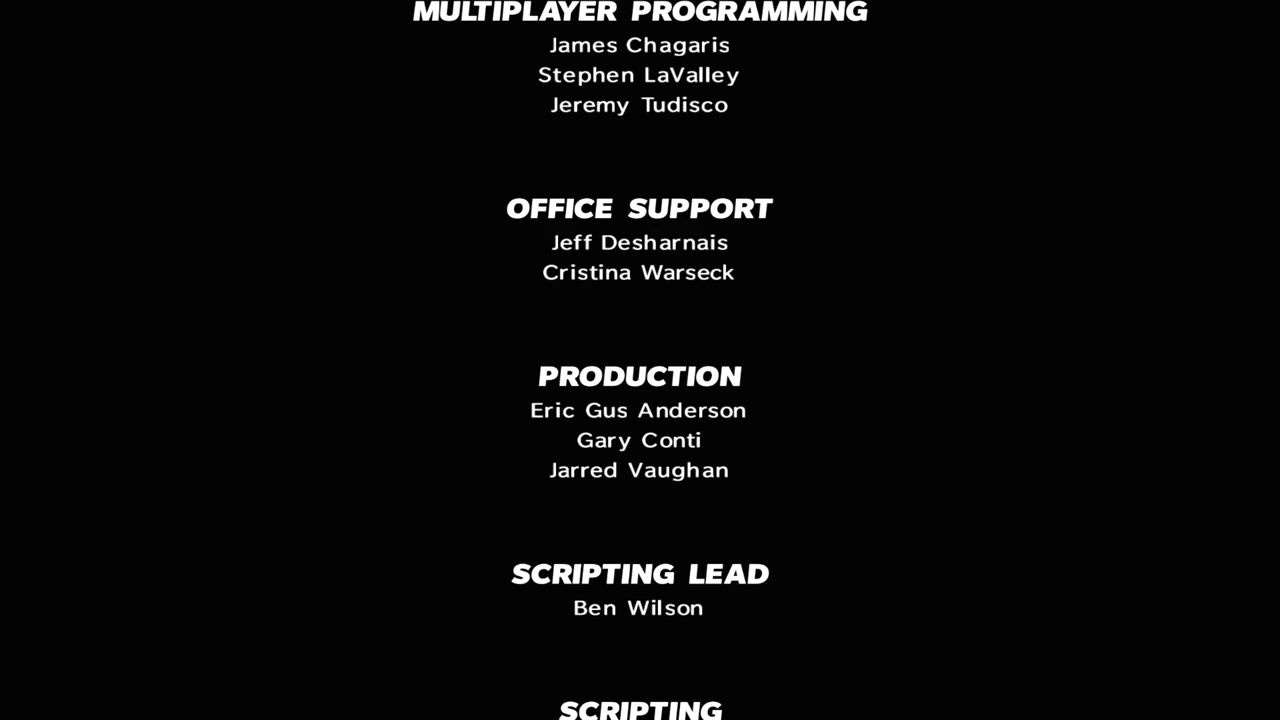 MULTIPLAYER PROGRAMMING
James Chagaris
Stephen LaValley
Jeremy Tudisco
OFFICE SUPPORT
Jeff Desharnais
Cristina Warseck
PRODUCTION
Eric Gus Anderson
Gary Conti
Jarred Vaughan
SCRIPTING LEAD
Ben Wilson
SCRIPTING